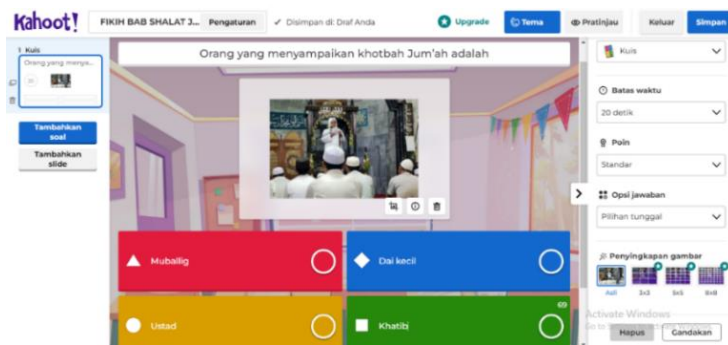 Kahoot!
FIKIH BAB SHALAT J... Pengaturan ✓ Disimpan di: Draf Anda
Upgrade Tema Pratinjau Keluar Simpan
1 Kuis
Orang yang menya...
Tambahkan soal
Tambahkan slide
Orang yang menyampaikan khotbah Jum'ah adalah
Muballig
Dai kecil
Ustad
Khatib
Kuis
Batas waktu
20 detik
Poin
Standar
Opsi jawaban
Pilihan tunggal
Penyingkapan gambar
Asli 3x3 5x5 8x8
Activate Windows
Hapus Gandakan